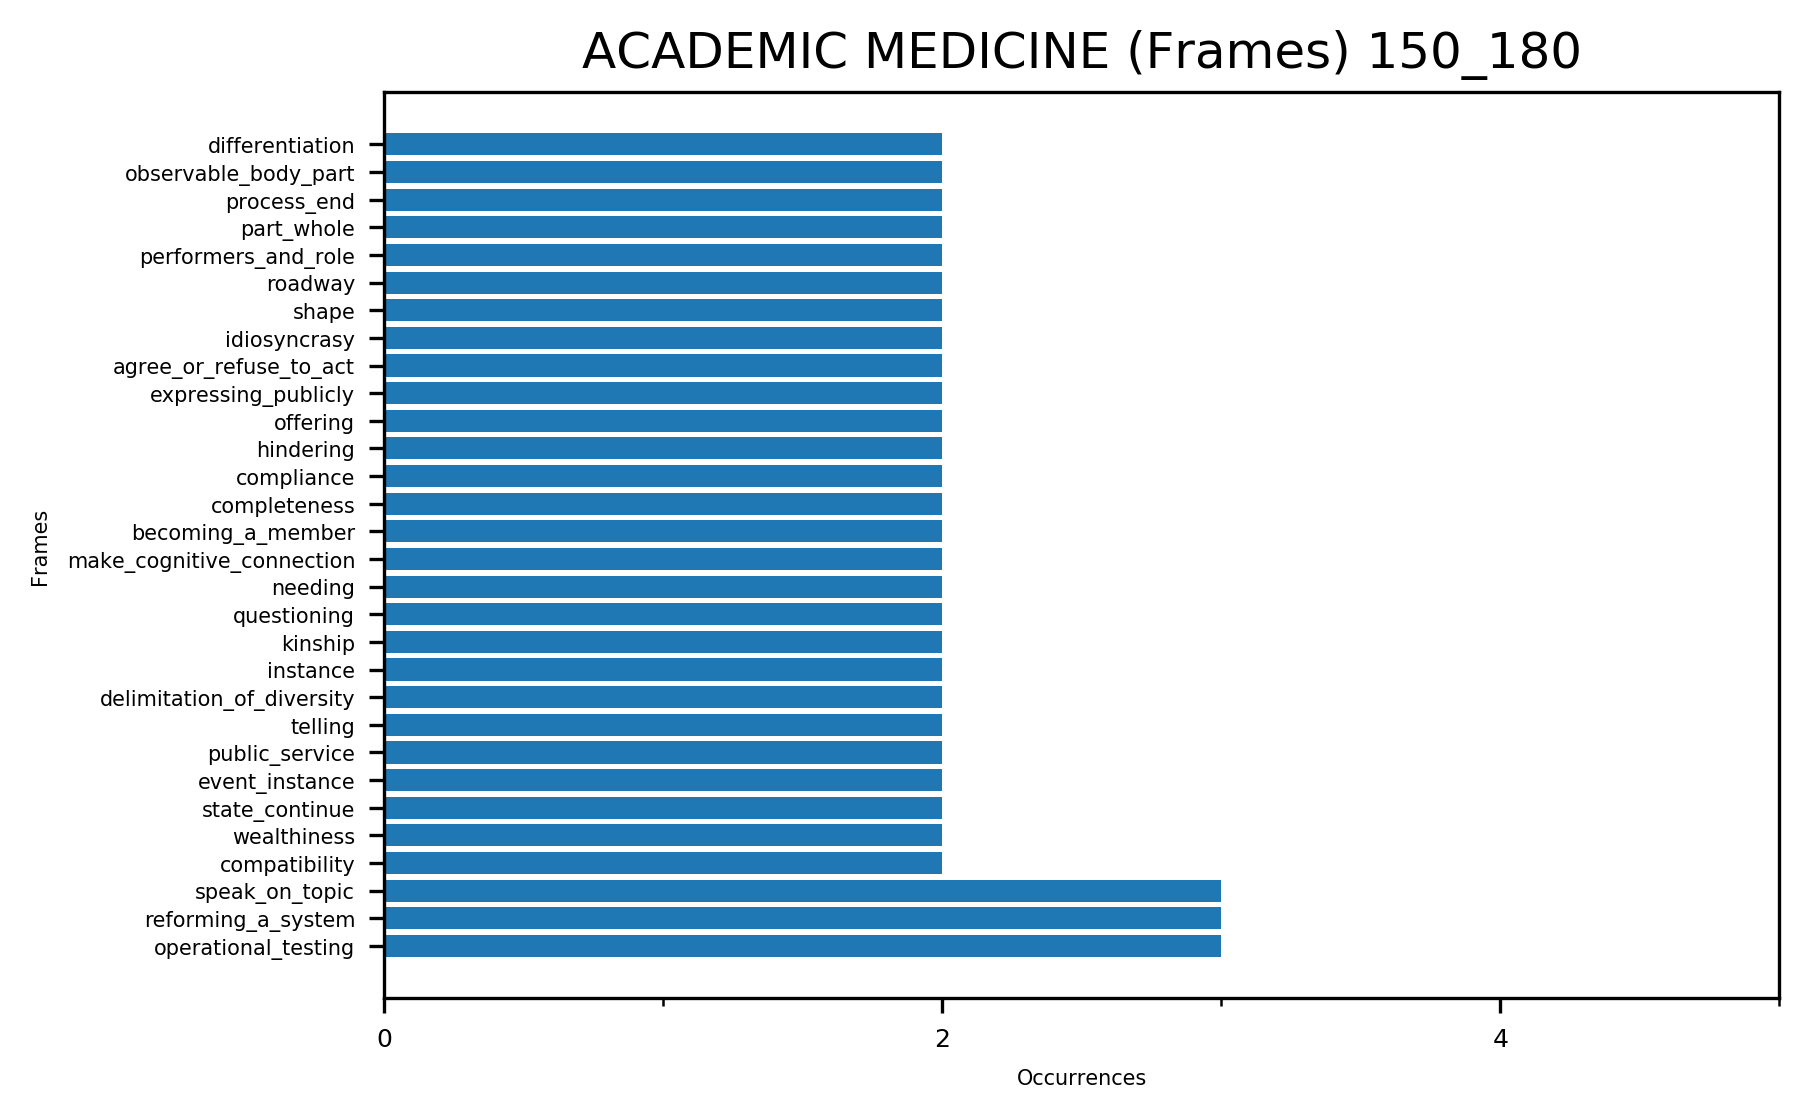 ACADEMIC MEDICINE (Frames) 150_180
differentiation
observable_body_part
process_end
part_whole
performers_and_role
roadway
shape
idiosyncrasy
agree_or_refuse_to_act
expressing_publicly
offering
hindering
compliance
completeness
becoming_a_member
make_cognitive_connection
needing
questioning
kinship
instance
delimitation_of_diversity
telling
public_service
event_instance
state_continue
wealthiness
compatibility
speak_on_topic
reforming_a_system
operational_testing
Frames
0 2 4
Occurrences